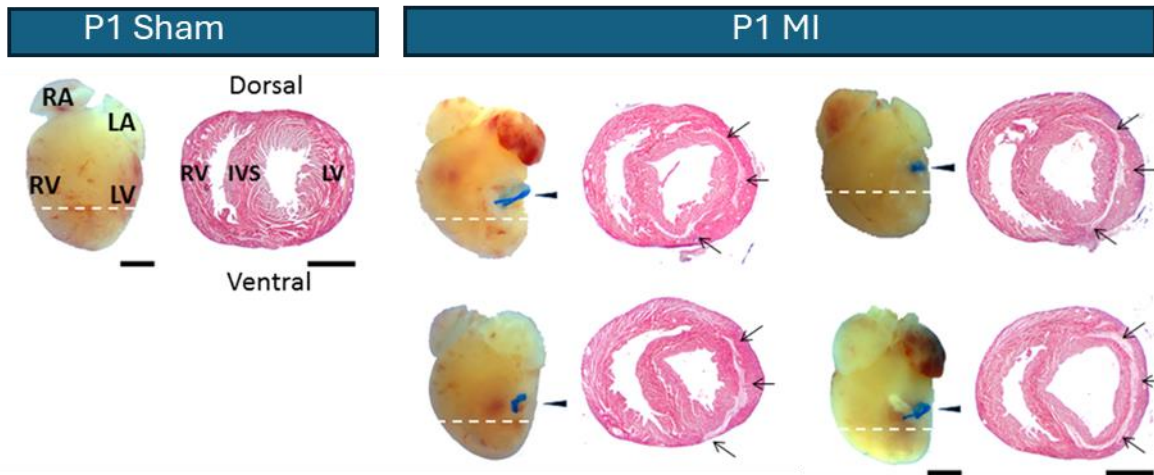 P1 Sham
P1 MI
RA
LA
RV
LV
Dorsal
RV
IVS
LV
Ventral